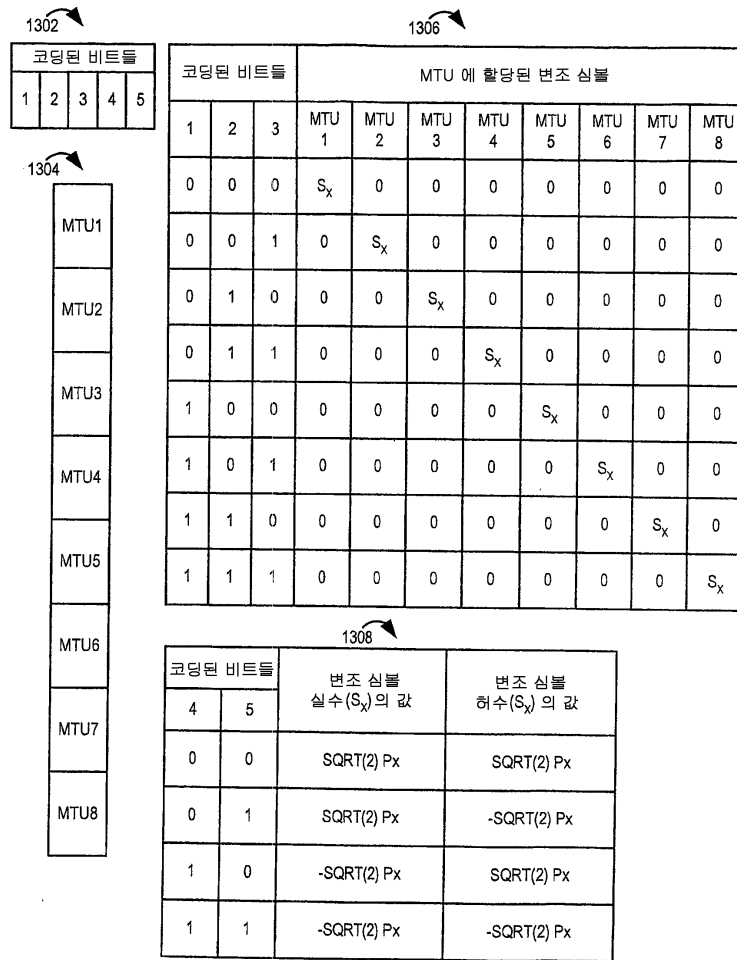 1302
코딩된 비트들
1 2 3 4 5
1304
MTU1
MTU2
MTU3
MTU4
MTU5
MTU6
MTU7
MTU8
1306
코딩된 비트들 MTU 에 할당된 변조 심볼
1 2 3 MTU 1 MTU 2 MTU 3 MTU 4 MTU 5 MTU 6 MTU 7 MTU 8
0 0 0 Sx 0 0 0 0 0 0 0
0 0 1 0 Sx 0 0 0 0 0 0
0 1 0 0 0 Sx 0 0 0 0 0
0 1 1 0 0 0 Sx 0 0 0 0
1 0 0 0 0 0 0 Sx 0 0 0
1 0 1 0 0 0 0 0 Sx 0 0
1 1 0 0 0 0 0 0 0 Sx 0
1 1 1 0 0 0 0 0 0 0 Sx
1308
코딩된 비트들 변조 심볼 변조 심볼
4 5 실수(Sx)의 값 허수(Sx) 의 값
0 0 SQRT(2) Px SQRT(2) Px
0 1 SQRT(2) Px -SQRT(2) Px
1 0 -SQRT(2) Px SQRT(2) Px
1 1 -SQRT(2) Px -SQRT(2) Px